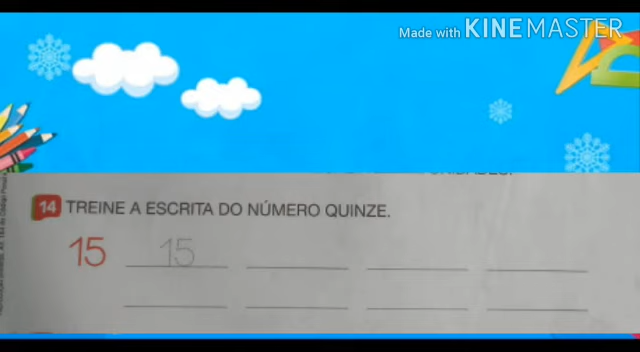 Made with KINEMASTER
14 TREINE A ESCRITA DO NÚMERO QUINZE.
15 15